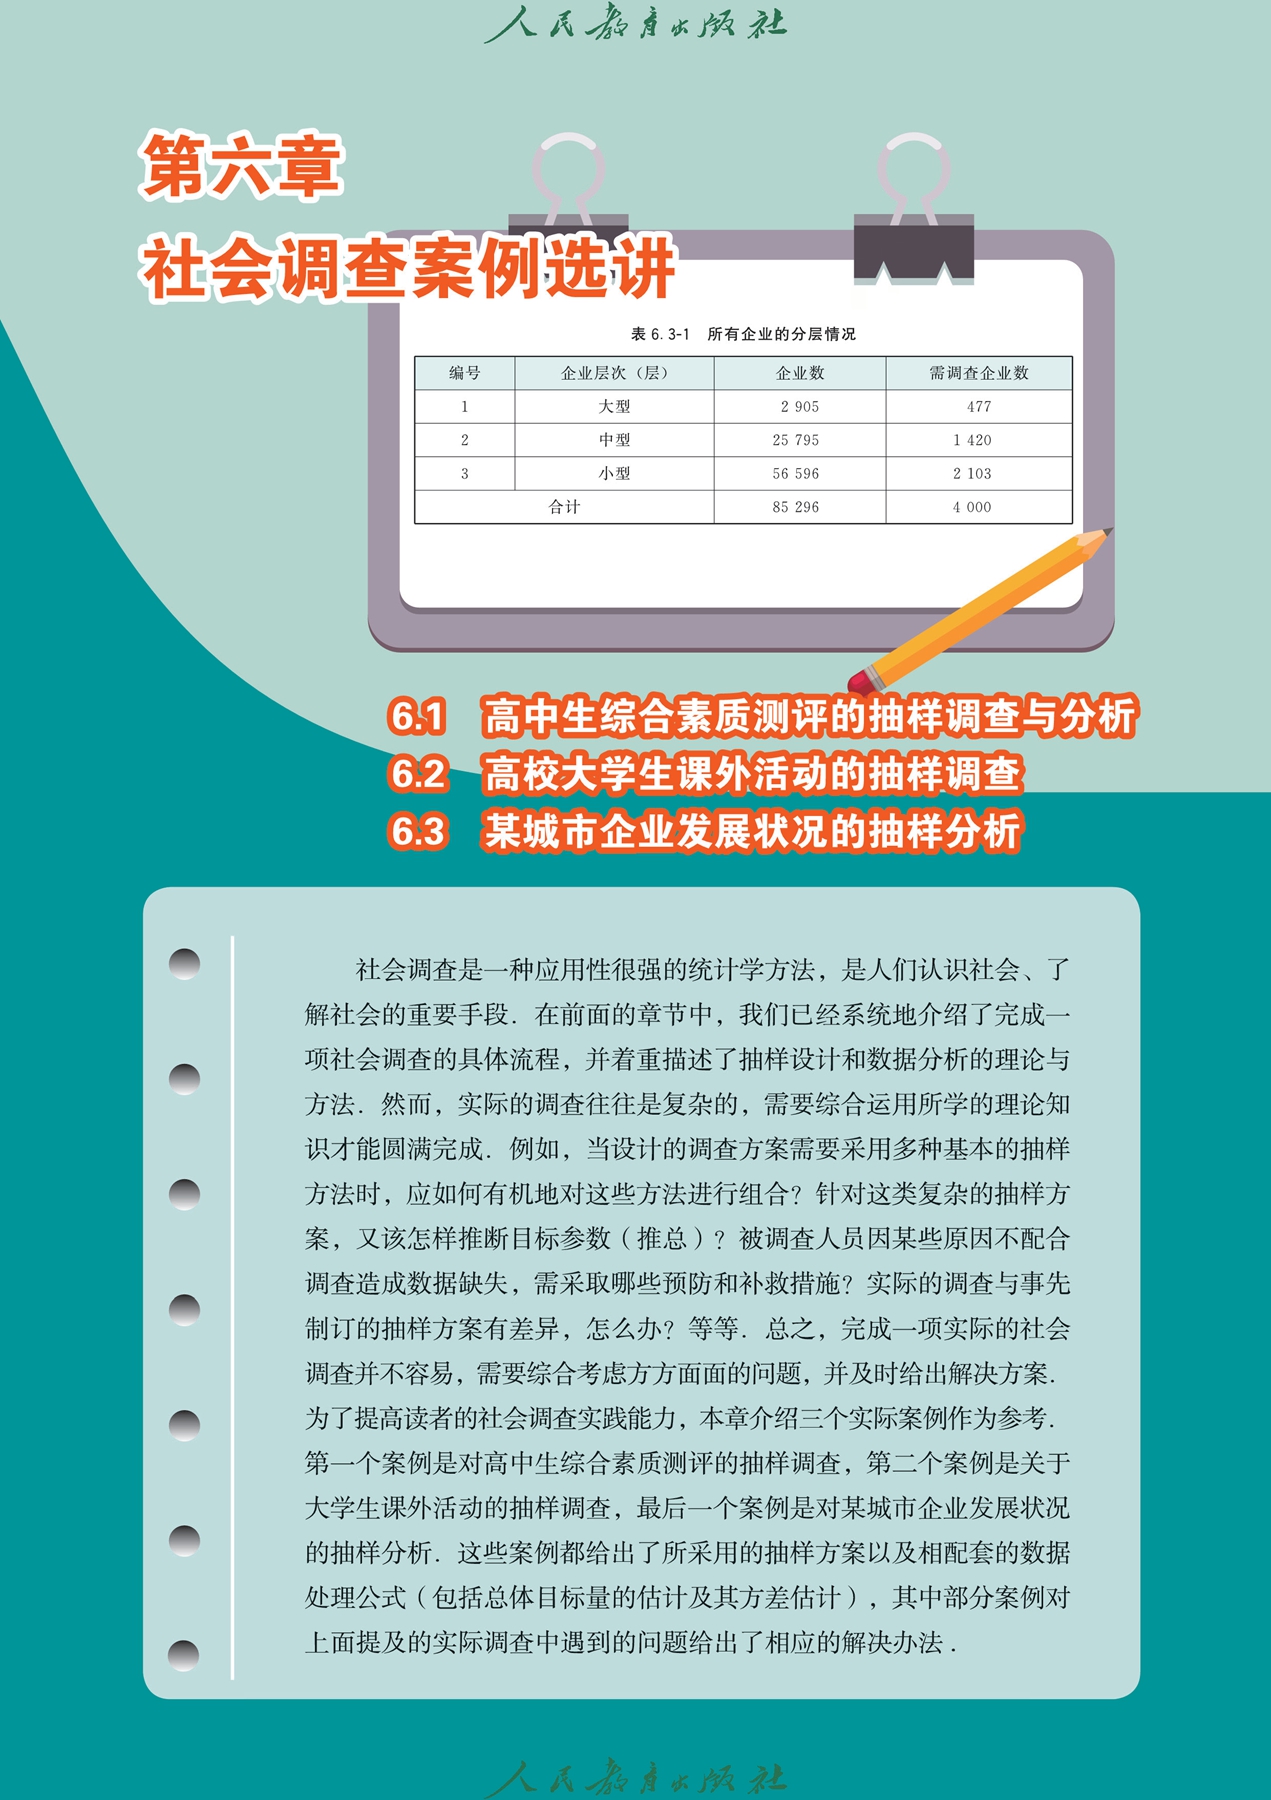 人民教育出版社
第六章
社会调查案例选讲
表 6.3-1 所有企业的分层情况
编号 企业层次（层） 企业数 需调查企业数
1 大型 2 905 477
2 中型 25 795 1 420
3 小型 56 596 2 103
合计 85 296 4 000
6.1 高中生综合素质测评的抽样调查与分析
6.2 高校大学生课外活动的抽样调查
6.3 某城市企业发展状况的抽样分析
社会调查是一种应用性很强的统计学方法，是人们认识社会、了
解社会的重要手段．在前面的章节中，我们已经系统地介绍了完成一
项社会调查的具体流程，并着重描述了抽样设计和数据分析的理论与
方法．然而，实际的调查往往是复杂的，需要综合运用所学的理论知
识才能圆满完成．例如，当设计的调查方案需要采用多种基本的抽样
方法时，应如何有机地对这些方法进行组合？针对这类复杂的抽样方
案，又该怎样推断目标参数（推总）？被调查人员因某些原因不配合
调查造成数据缺失，需采取哪些预防和补救措施？实际的调查与事先
制订的抽样方案有差异，怎么办？等等．总之，完成一项实际的社会
调查并不容易，需要综合考虑方方面面的问题，并及时给出解决方案．
为了提高读者的社会调查实践能力，本章介绍三个实际案例作为参考．
第一个案例是对高中生综合素质测评的抽样调查，第二个案例是关于
大学生课外活动的抽样调查，最后一个案例是对某城市企业发展状况
的抽样分析．这些案例都给出了所采用的抽样方案以及相配套的数据
处理公式（包括总体目标量的估计及其方差估计），其中部分案例对
上面提及的实际调查中遇到的问题给出了相应的解决办法．
人民教育出版社